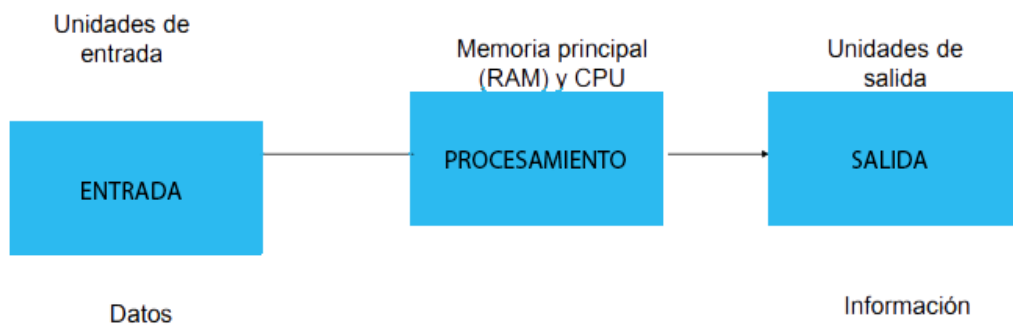 Unidades de
entrada
Memoria principal
(RAM) y CPU
Unidades de
salida
ENTRADA
PROCESAMIENTO
SALIDA
Datos
Información